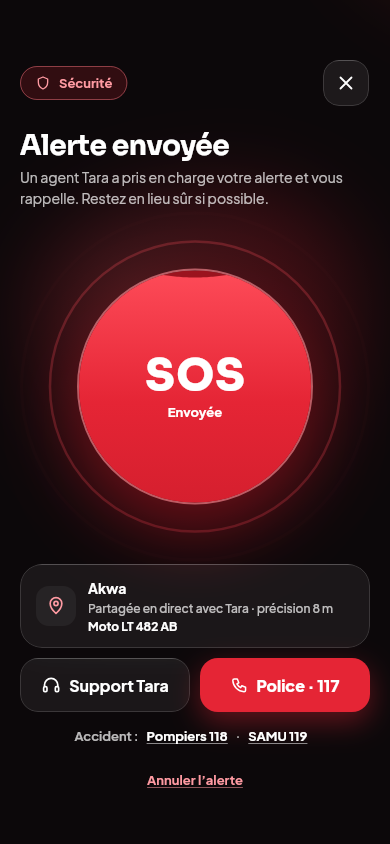 Sécurité
Alerte envoyée
Un agent Tara a pris en charge votre alerte et vous
rappelle. Restez en lieu sûr si possible.
SOS
Envoyée
Akwa
Partagée en direct avec Tara · précision 8 m
Moto LT 482 AB
Support Tara
Police · 117
Accident : Pompiers 118 · SAMU 119
Annuler l’alerte